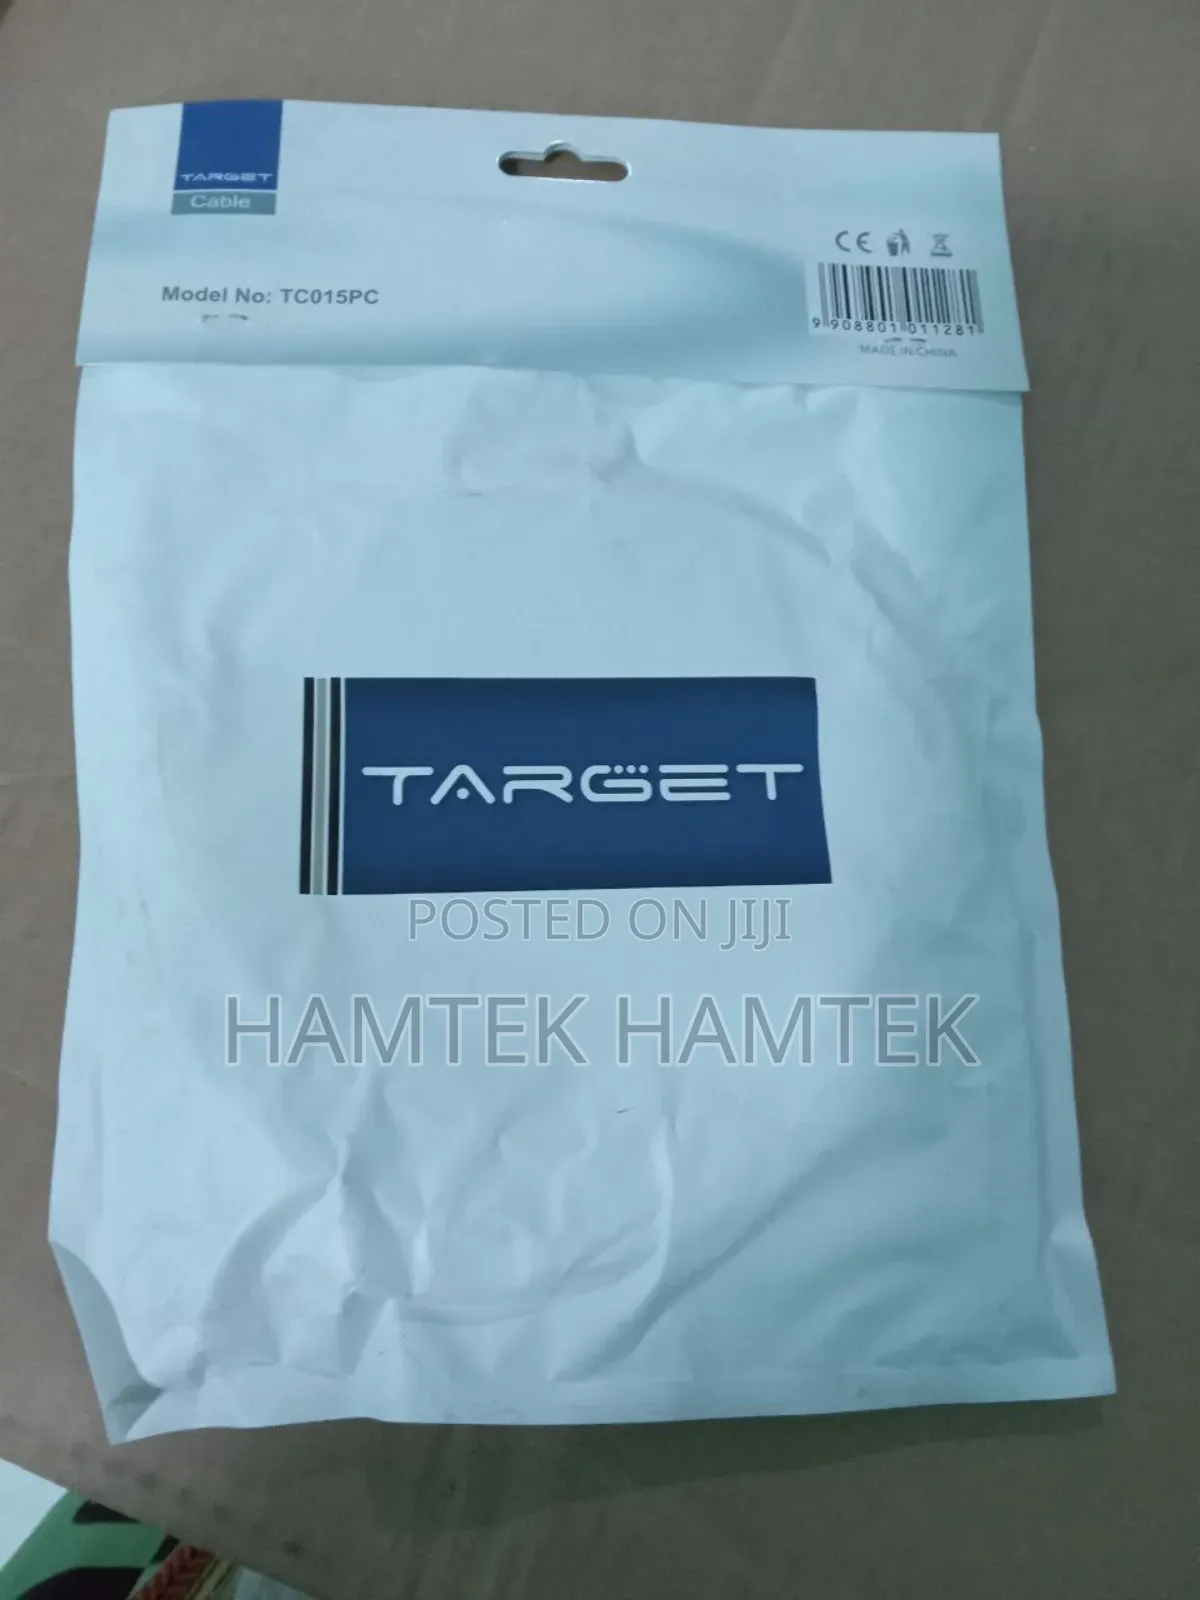 TARGET
Cable
Model No: TC015PC
CE
9 908801 011281
MADE IN CHINA
TARGET
POSTED ON JIJI
HAMTEK HAMTEK